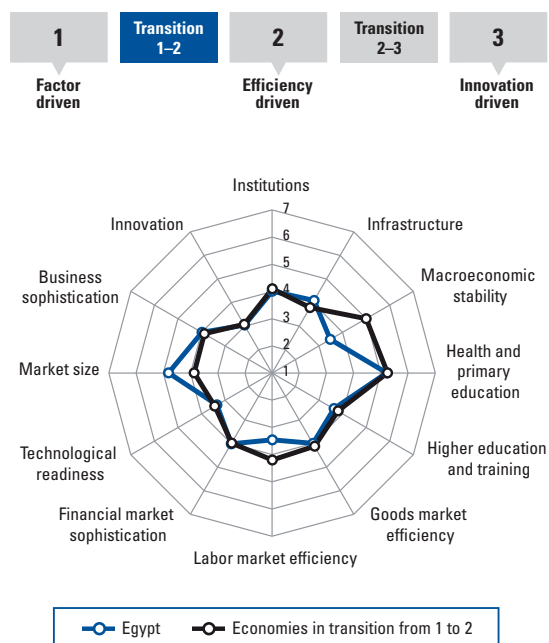 1
Transition
1–2
2
Transition
2–3
3
Factor
driven
Efficiency
driven
Innovation
driven
Institutions
7
Innovation
Infrastructure
6
Business
sophistication
5
Macroeconomic
stability
4
3
Market size
2
1
Health and
primary
education
Technological
readiness
Higher education
and training
Financial market
sophistication
Goods market
efficiency
Labor market efficiency
Egypt
Economies in transition from 1 to 2